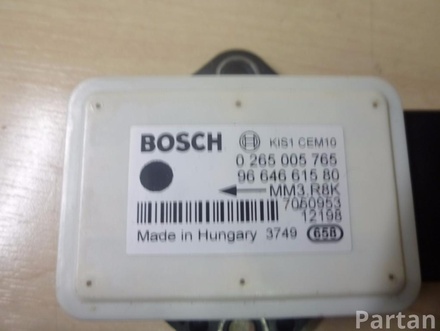 BOSCH KIS1 CEM10
0 265 005 765
96 646 615 80
MM3.R8K
7050953
12198
Made in Hungary 3749 658
Partan